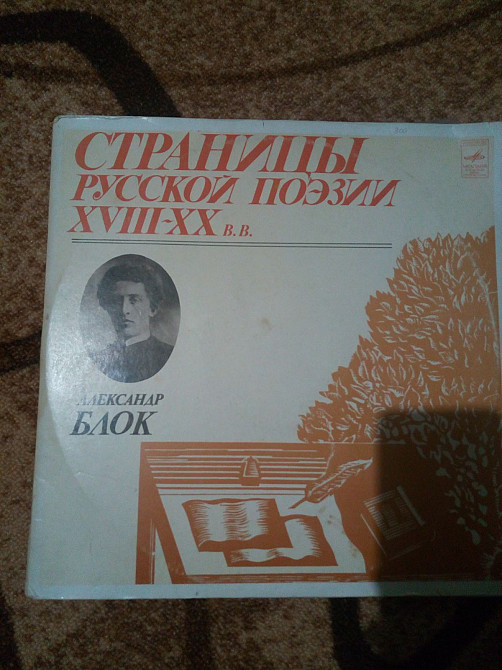 СТРАНИЦЫ
РУССКОЙ ПОЭЗИИ
XVIII-XX В.В.
АЛЕКСАНДР
БЛОК